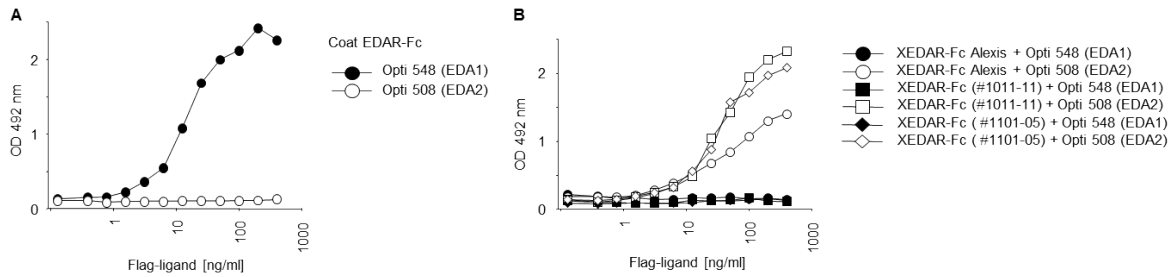 A
OD 492 nm
2
1
0
1
10
100
1000
Flag-ligand [ng/ml]
Coat EDAR-Fc
Opti 548 (EDA1)
Opti 508 (EDA2)
B
OD 492 nm
2
1
0
1
10
100
1000
Flag-ligand [ng/ml]
XEDAR-Fc Alexis + Opti 548 (EDA1)
XEDAR-Fc Alexis + Opti 508 (EDA2)
XEDAR-Fc (#1011-11) + Opti 548 (EDA1)
XEDAR-Fc (#1011-11) + Opti 508 (EDA2)
XEDAR-Fc ( #1101-05) + Opti 548 (EDA1)
XEDAR-Fc ( #1101-05) + Opti 508 (EDA2)